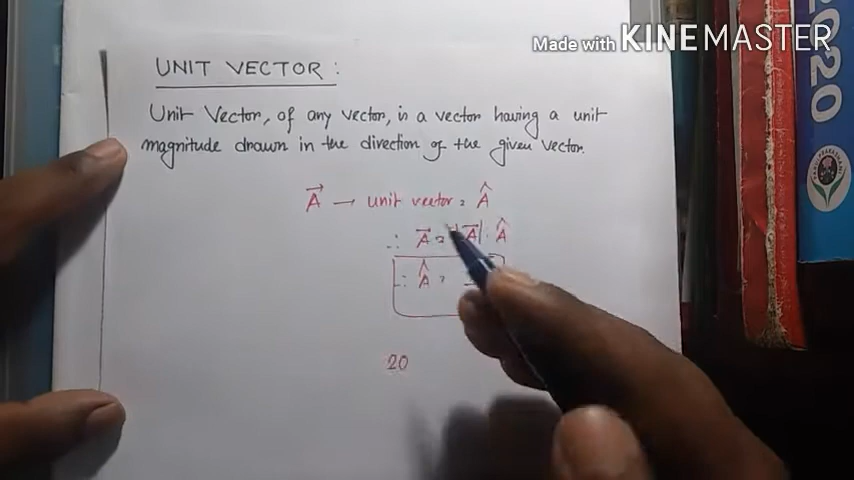 Made with KINEMASTER
UNIT VECTOR :
Unit Vector, of any vector, is a vector having a unit
magnitude drawn in the direction of the given vector.
A⃗ → unit vector = Â
∴ A⃗ = |A⃗| . Â
∴ Â =
20
2020